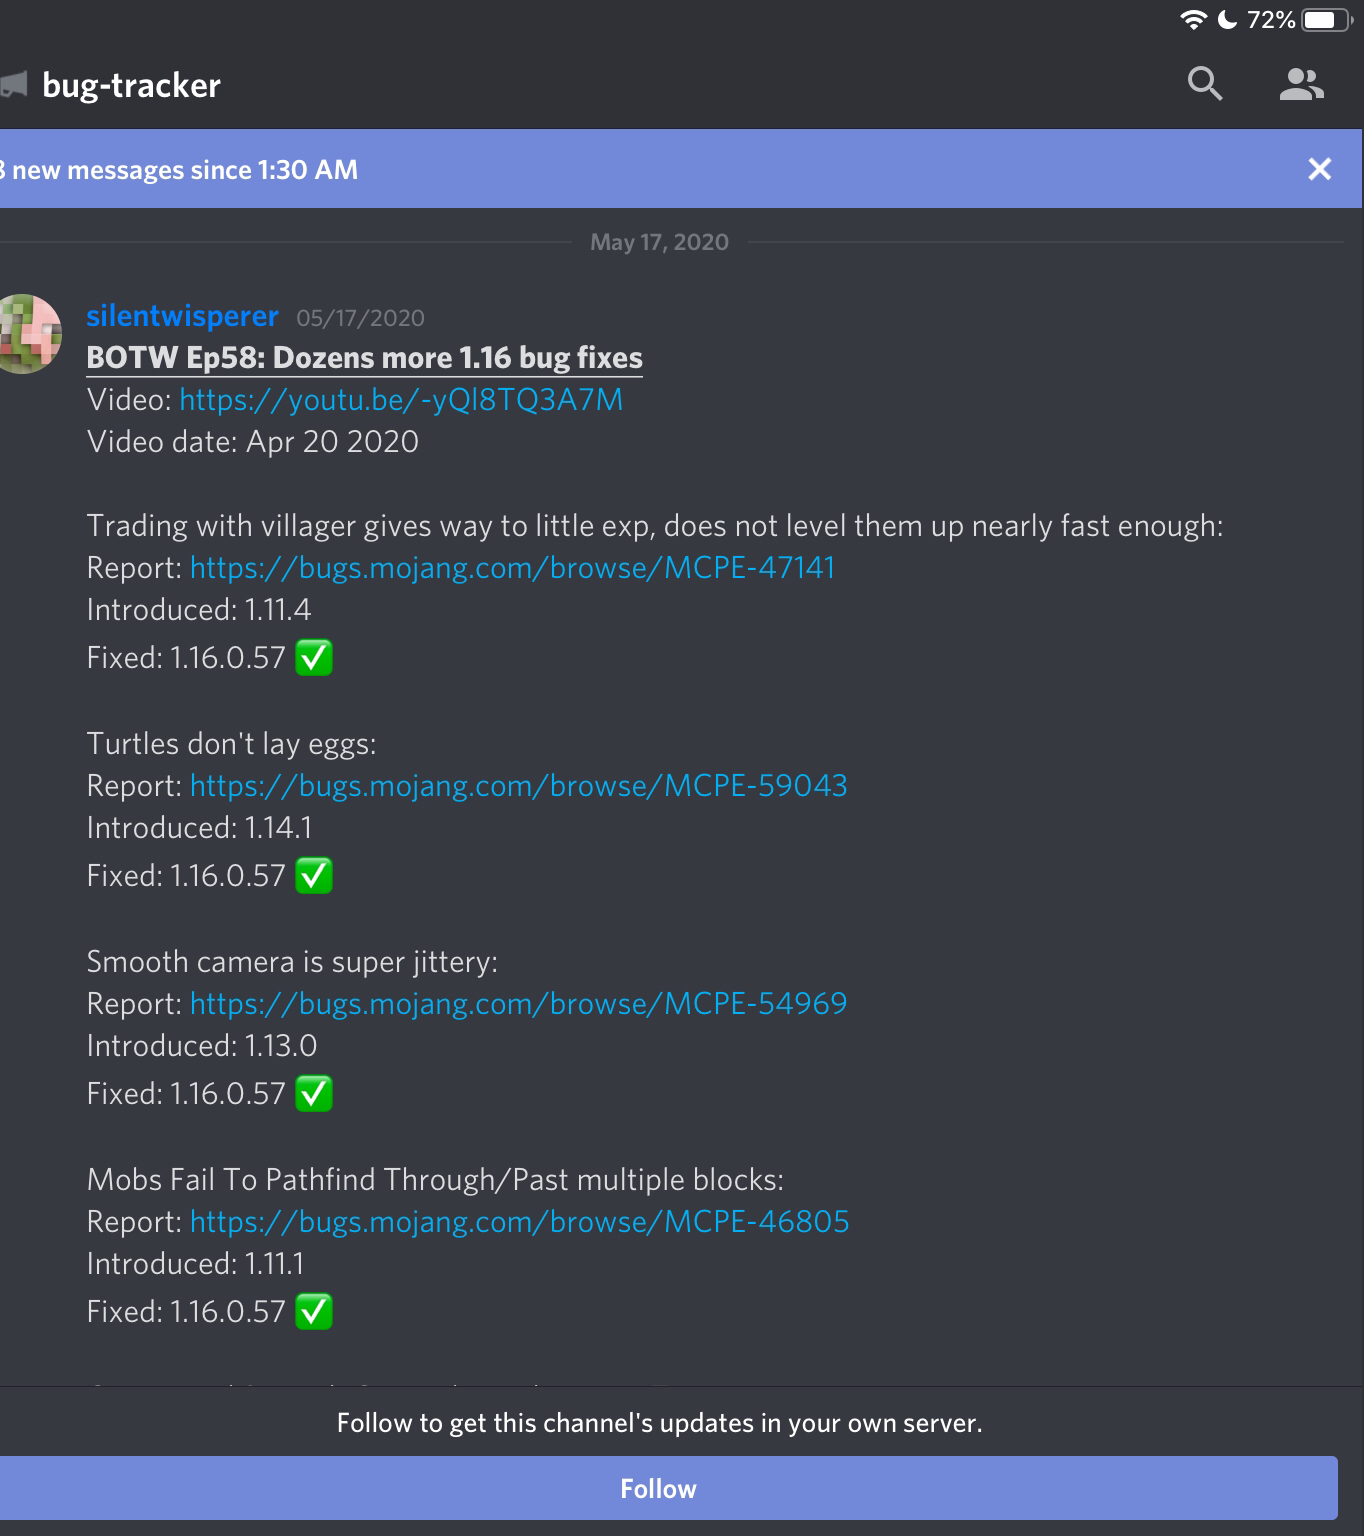 72%
bug-tracker
new messages since 1:30 AM
May 17, 2020
silentwisperer 05/17/2020
BOTW Ep58: Dozens more 1.16 bug fixes
Video: https://youtu.be/-yQl8TQ3A7M
Video date: Apr 20 2020
Trading with villager gives way to little exp, does not level them up nearly fast enough:
Report: https://bugs.mojang.com/browse/MCPE-47141
Introduced: 1.11.4
Fixed: 1.16.0.57 ✅
Turtles don't lay eggs:
Report: https://bugs.mojang.com/browse/MCPE-59043
Introduced: 1.14.1
Fixed: 1.16.0.57 ✅
Smooth camera is super jittery:
Report: https://bugs.mojang.com/browse/MCPE-54969
Introduced: 1.13.0
Fixed: 1.16.0.57 ✅
Mobs Fail To Pathfind Through/Past multiple blocks:
Report: https://bugs.mojang.com/browse/MCPE-46805
Introduced: 1.11.1
Fixed: 1.16.0.57 ✅
Follow to get this channel's updates in your own server.
Follow